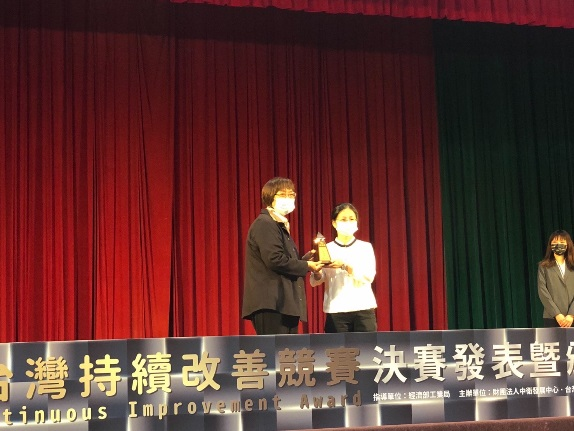 台灣持續改善競賽 決賽發表暨
tinuous Improvement Award
指導單位：經濟部工業局 主辦單位：財團法人中衛發展中心．台